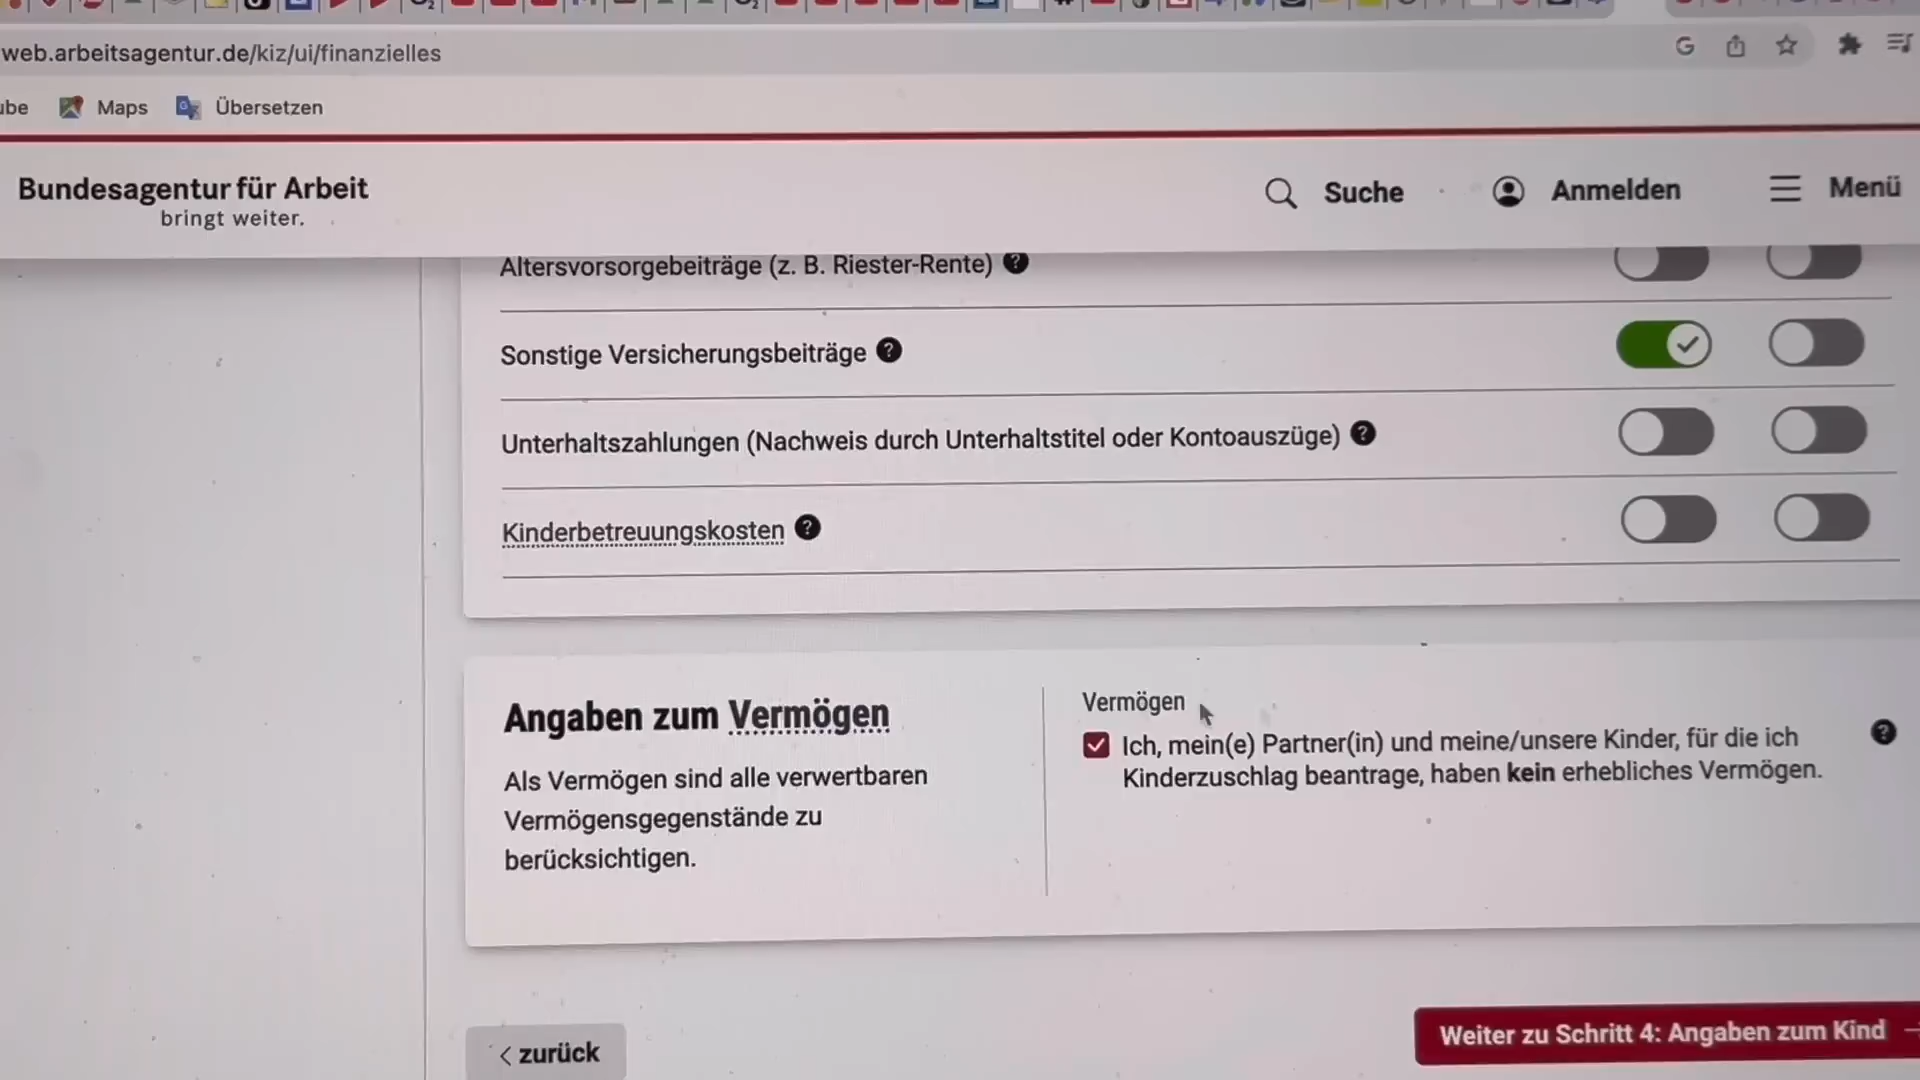 web.arbeitsagentur.de/kiz/ui/finanzielles
ube Maps Übersetzen
Bundesagentur für Arbeit
bringt weiter.
Suche
Anmelden
Menü
Altersvorsorgebeiträge (z. B. Riester-Rente) ?
Sonstige Versicherungsbeiträge ?
Unterhaltszahlungen (Nachweis durch Unterhaltstitel oder Kontoauszüge) ?
Kinderbetreuungskosten ?
Angaben zum Vermögen
Als Vermögen sind alle verwertbaren
Vermögensgegenstände zu
berücksichtigen.
Vermögen
Ich, mein(e) Partner(in) und meine/unsere Kinder, für die ich ?
Kinderzuschlag beantrage, haben kein erhebliches Vermögen.
< zurück
Weiter zu Schritt 4: Angaben zum Kind